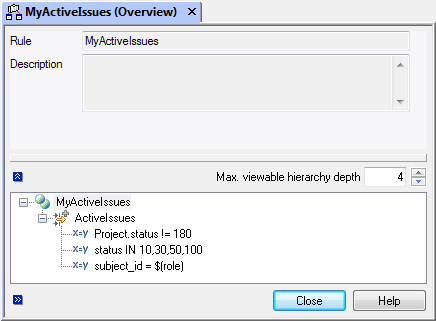 MyActiveIssues (Overview)
Rule MyActiveIssues
Description
Max. viewable hierarchy depth 4
MyActiveIssues
ActiveIssues
x=y Project.status != 180
x=y status IN 10,30,50,100
x=y subject_id = $(role)
Close Help